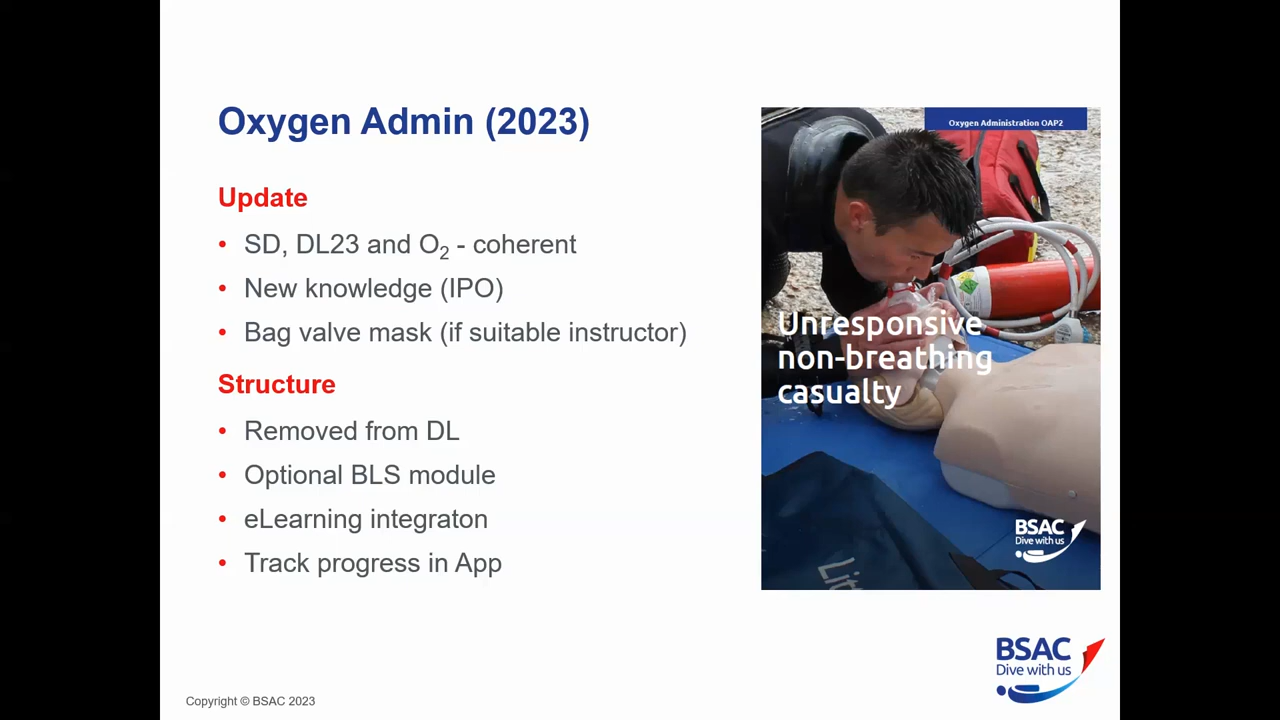 Oxygen Admin (2023)
Update
• SD, DL23 and O₂ - coherent
• New knowledge (IPO)
• Bag valve mask (if suitable instructor)
Structure
• Removed from DL
• Optional BLS module
• eLearning integraton
• Track progress in App
Oxygen Administration OAP2
Unresponsive
non-breathing
casualty
BSAC
Dive with us
BSAC
Dive with us
Copyright © BSAC 2023